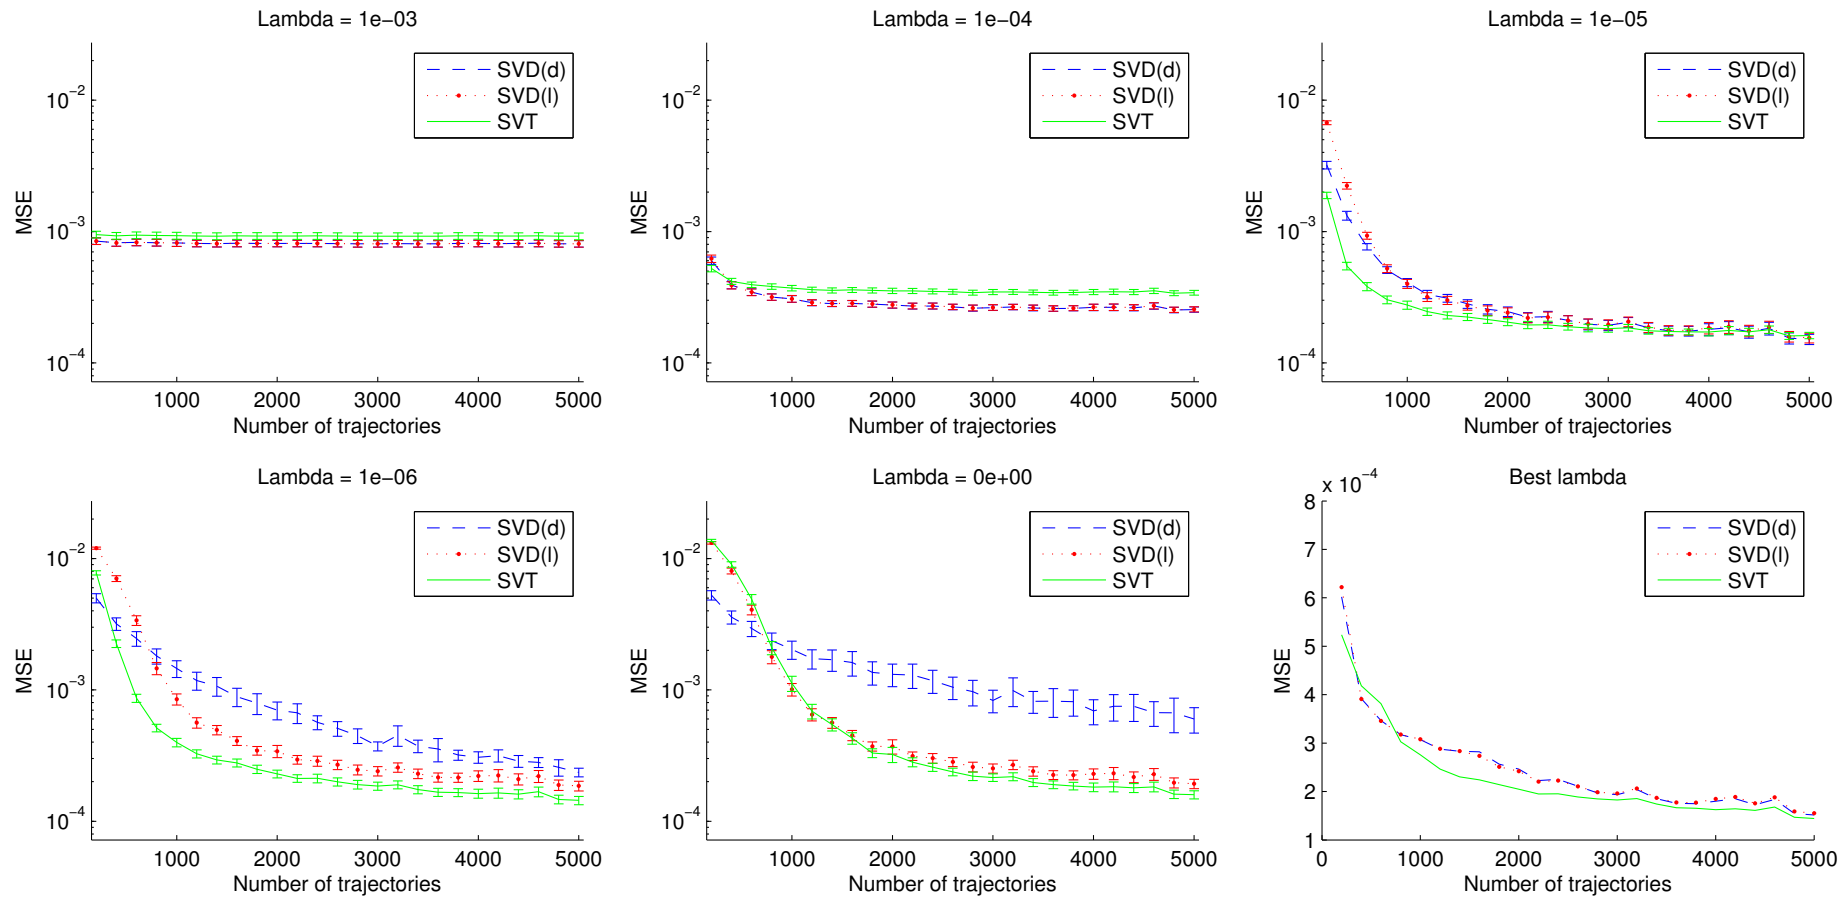 Lambda = 1e−03
10^−2
10^−3
10^−4
MSE
SVD(d)
SVD(l)
SVT
1000 2000 3000 4000 5000
Number of trajectories
Lambda = 1e−04
10^−2
10^−3
10^−4
MSE
SVD(d)
SVD(l)
SVT
1000 2000 3000 4000 5000
Number of trajectories
Lambda = 1e−05
10^−2
10^−3
10^−4
MSE
SVD(d)
SVD(l)
SVT
1000 2000 3000 4000 5000
Number of trajectories
Lambda = 1e−06
10^−2
10^−3
10^−4
MSE
SVD(d)
SVD(l)
SVT
1000 2000 3000 4000 5000
Number of trajectories
Lambda = 0e+00
10^−2
10^−3
10^−4
MSE
SVD(d)
SVD(l)
SVT
1000 2000 3000 4000 5000
Number of trajectories
Best lambda
x 10^−4
8
7
6
5
4
3
2
1
MSE
SVD(d)
SVD(l)
SVT
0 1000 2000 3000 4000 5000
Number of trajectories